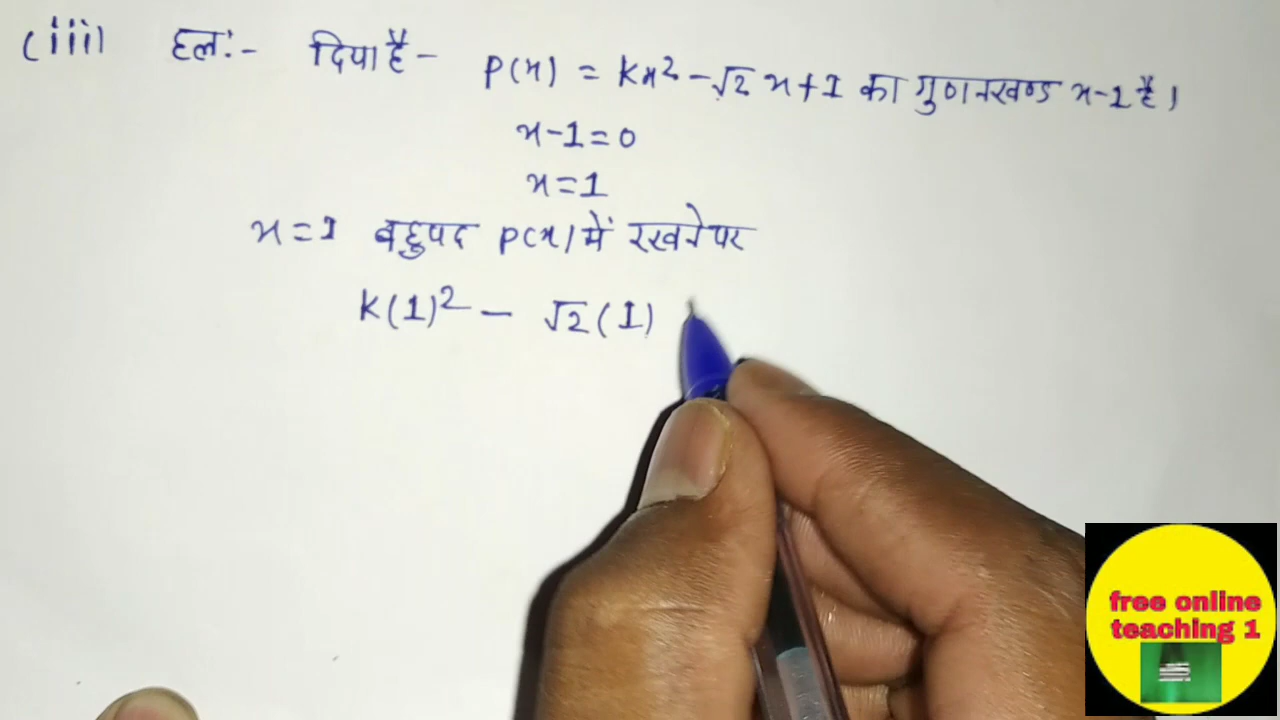 (iii) हलः- दिया है - P(x) = Kx² - √2 x + 1 का गुणनखण्ड x-1 है।
x-1=0
x=1
x=1 बहुपद P(x) में रखने पर
K(1)² - √2(1)
free online
teaching 1